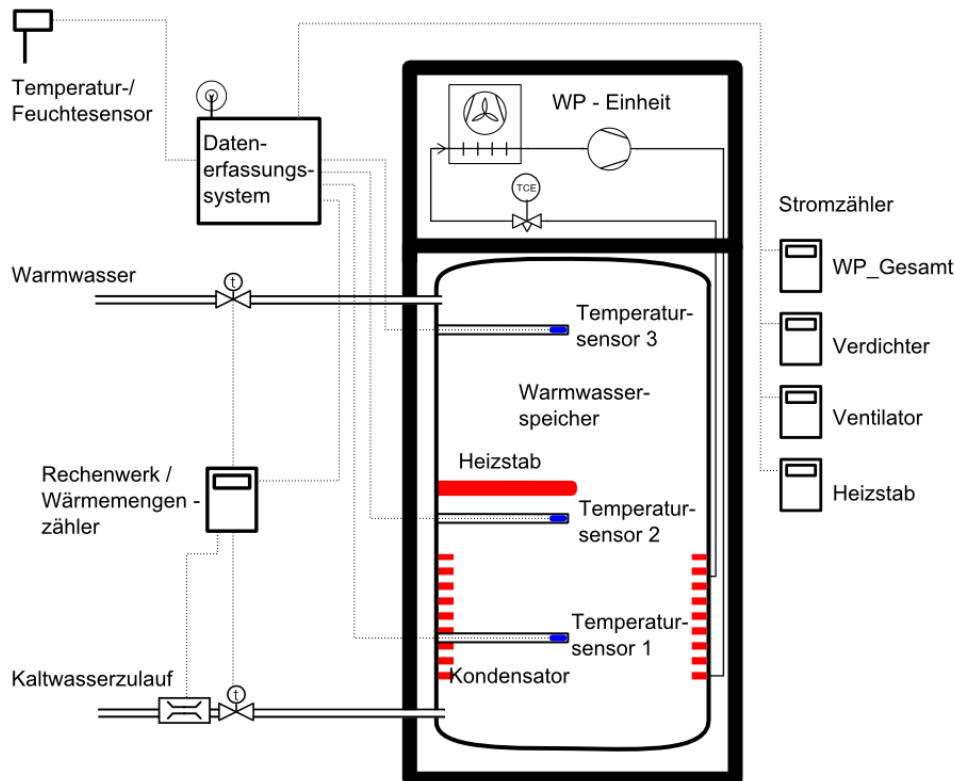 Temperatur-/
Feuchtesensor
Daten-
erfassungs-
system
WP - Einheit
TCE
Stromzähler
WP_Gesamt
Verdichter
Ventilator
Heizstab
Warmwasser
t
Temperatur-
sensor 3
Warmwasser-
speicher
Heizstab
Rechenwerk /
Wärmemengen -
zähler
Temperatur-
sensor 2
Temperatur-
sensor 1
Kondensator
Kaltwasserzulauf
t